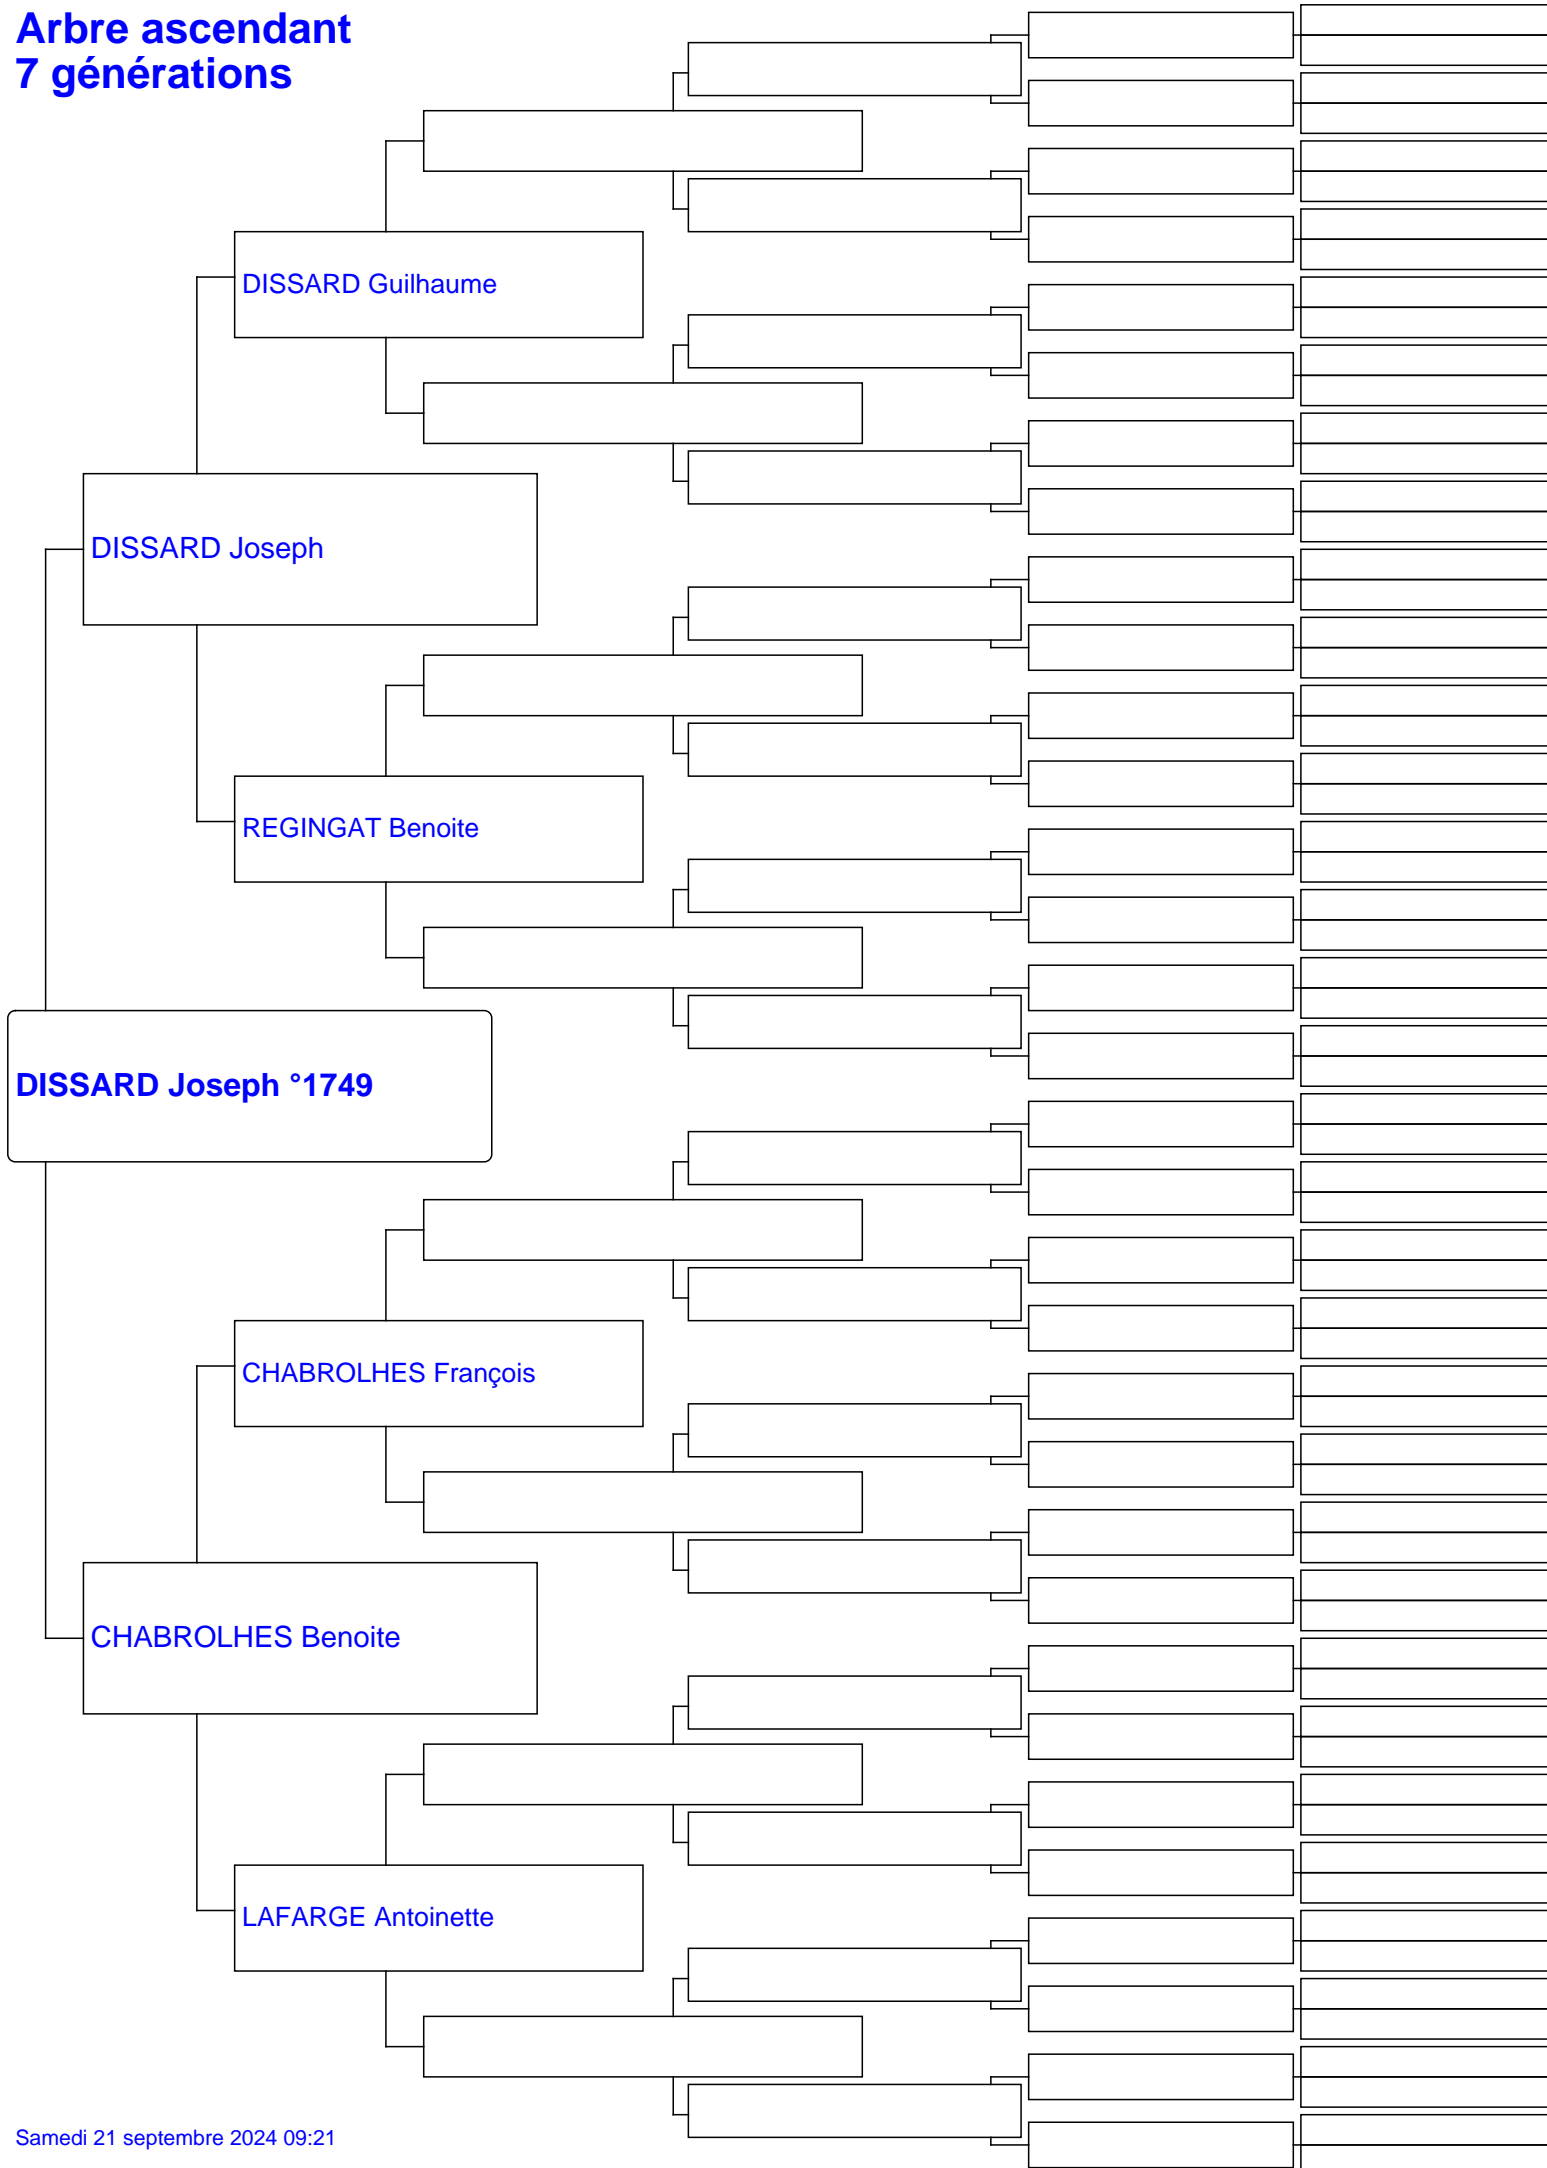 Arbre ascendant
7 générations
DISSARD Guilhaume
DISSARD Joseph
REGINGAT Benoite
DISSARD Joseph °1749
CHABROLHES François
CHABROLHES Benoite
LAFARGE Antoinette
Samedi 21 septembre 2024 09:21